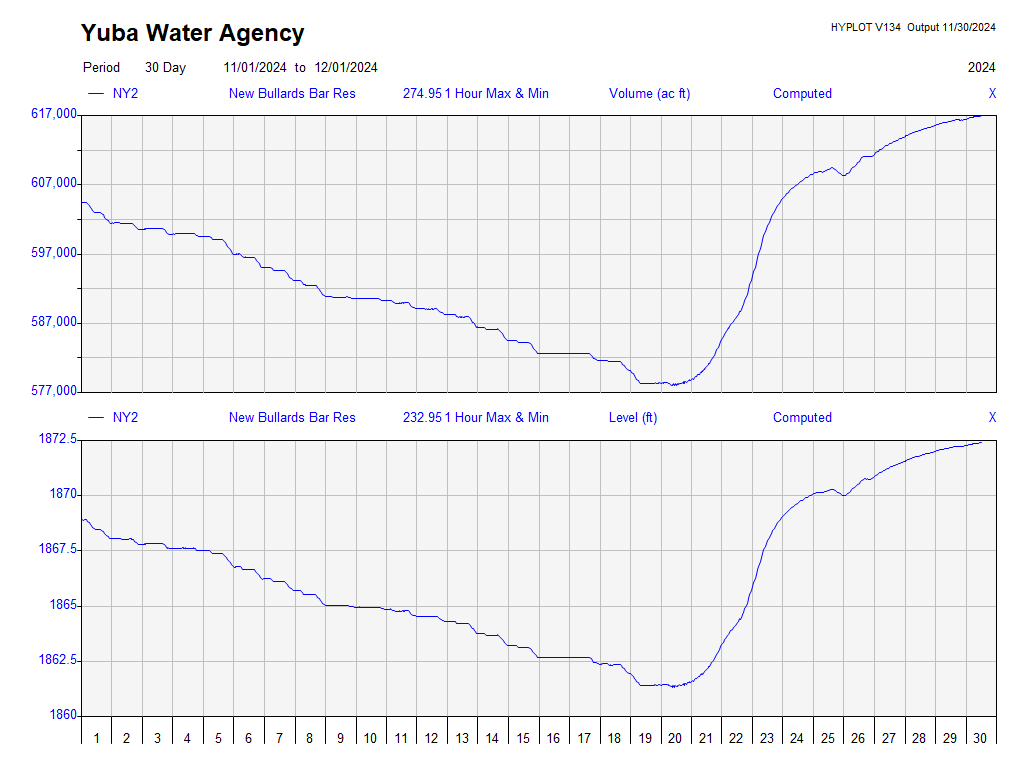 Yuba Water Agency
HYPLOT V134 Output 11/30/2024
Period 30 Day 11/01/2024 to 12/01/2024 2024
NY2 New Bullards Bar Res 274.95 1 Hour Max & Min Volume (ac ft) Computed X
617,000
607,000
597,000
587,000
577,000
NY2 New Bullards Bar Res 232.95 1 Hour Max & Min Level (ft) Computed X
1872.5
1870
1867.5
1865
1862.5
1860
1 2 3 4 5 6 7 8 9 10 11 12 13 14 15 16 17 18 19 20 21 22 23 24 25 26 27 28 29 30